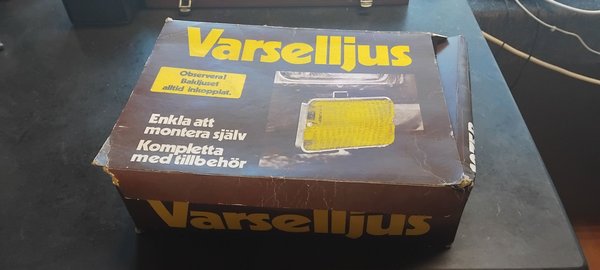 Varselljus
Observera!
Bakljuset
alltid inkopplat.
Enkla att
montera själv
Kompletta
med tillbehör
Varselljus